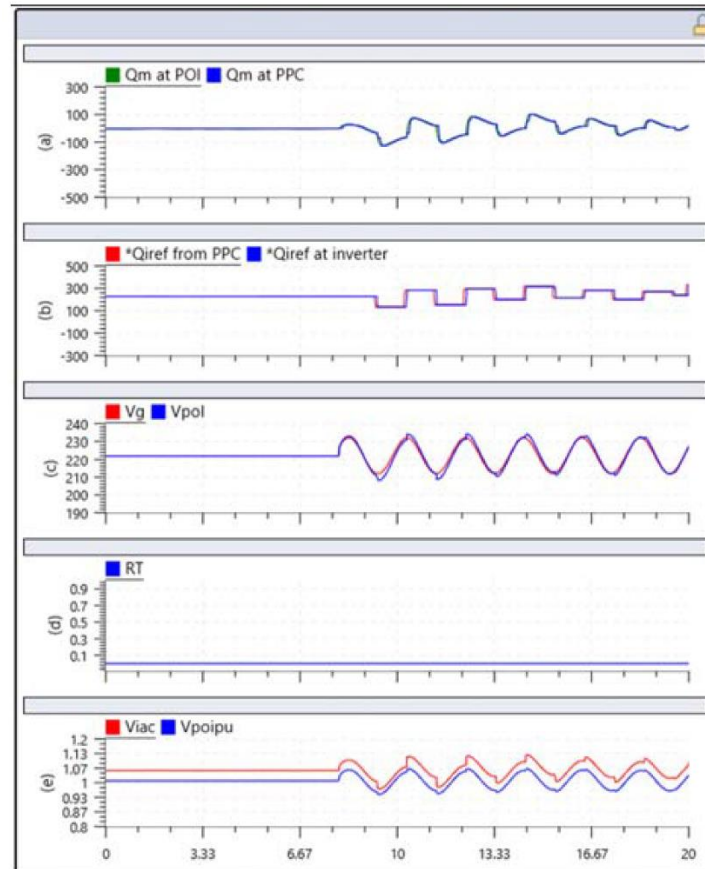 Qm at POI Qm at PPC
300
100
-100
-300
-500
(a)
*Qiref from PPC *Qiref at inverter
500
300
100
-100
-300
(b)
Vg Vpol
240
230
220
210
200
190
(c)
RT
0.9
0.7
0.5
0.3
0.1
(d)
Viac Vpoipu
1.2
1.13
1.07
1
0.93
0.87
0.8
(e)
0 3.33 6.67 10 13.33 16.67 20